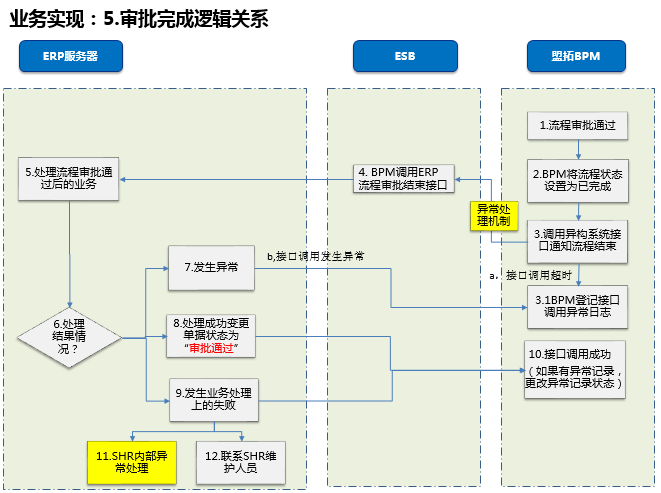 业务实现：5.审批完成逻辑关系
ERP服务器
ESB
盟拓BPM
1.流程审批通过
2.BPM将流程状态
设置为已完成
3.调用异构系统接
口通知流程结束
异常处
理机制
4. BPM调用ERP
流程审批结束接口
5.处理流程审批通
过后的业务
a．接口调用超时
b,接口调用发生异常
3.1BPM登记接口
调用异常日志
6.处理
结果情
况？
7.发生异常
8.处理成功变更
单据状态为
“审批通过”
9.发生业务处理
上的失败
10.接口调用成功
（如果有异常记录，
更改异常记录状态）
11.SHR内部异
常处理
12.联系SHR维
护人员